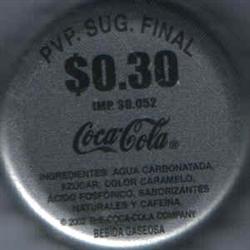 PVP. SUG. FINAL
$0.30
IMP $0.052
Coca-Cola®
INGREDIENTES: AGUA CARBONATADA,
AZÚCAR, COLOR CARAMELO,
ÁCIDO FOSFÓRICO, SABORIZANTES
NATURALES Y CAFEÍNA.
© 2002 THE COCA-COLA COMPANY
BEBIDA GASEOSA